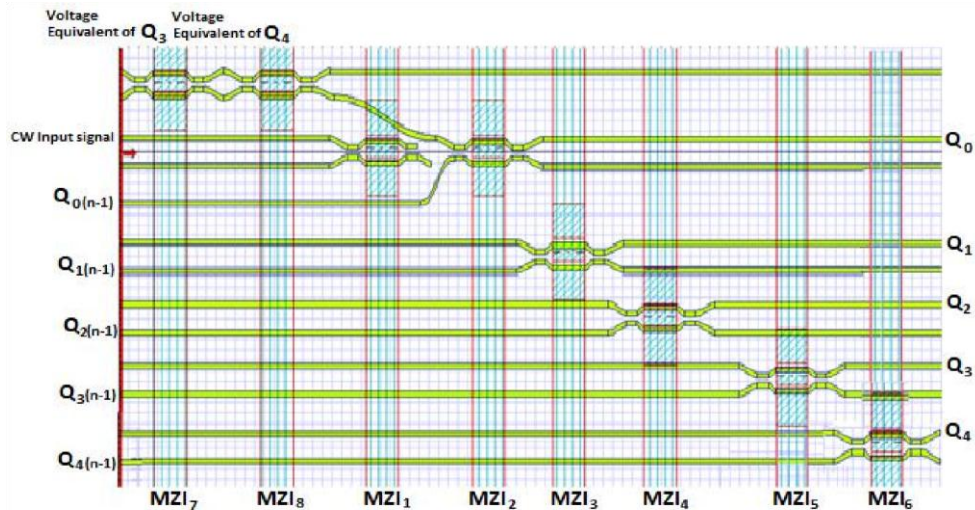 Voltage Voltage
Equivalent of Q3 Equivalent of Q4
CW Input signal
Q0
Q0(n-1)
Q1
Q1(n-1)
Q2
Q2(n-1)
Q3
Q3(n-1)
Q4
Q4(n-1)
MZI7 MZI8 MZI1 MZI2 MZI3 MZI4 MZI5 MZI6